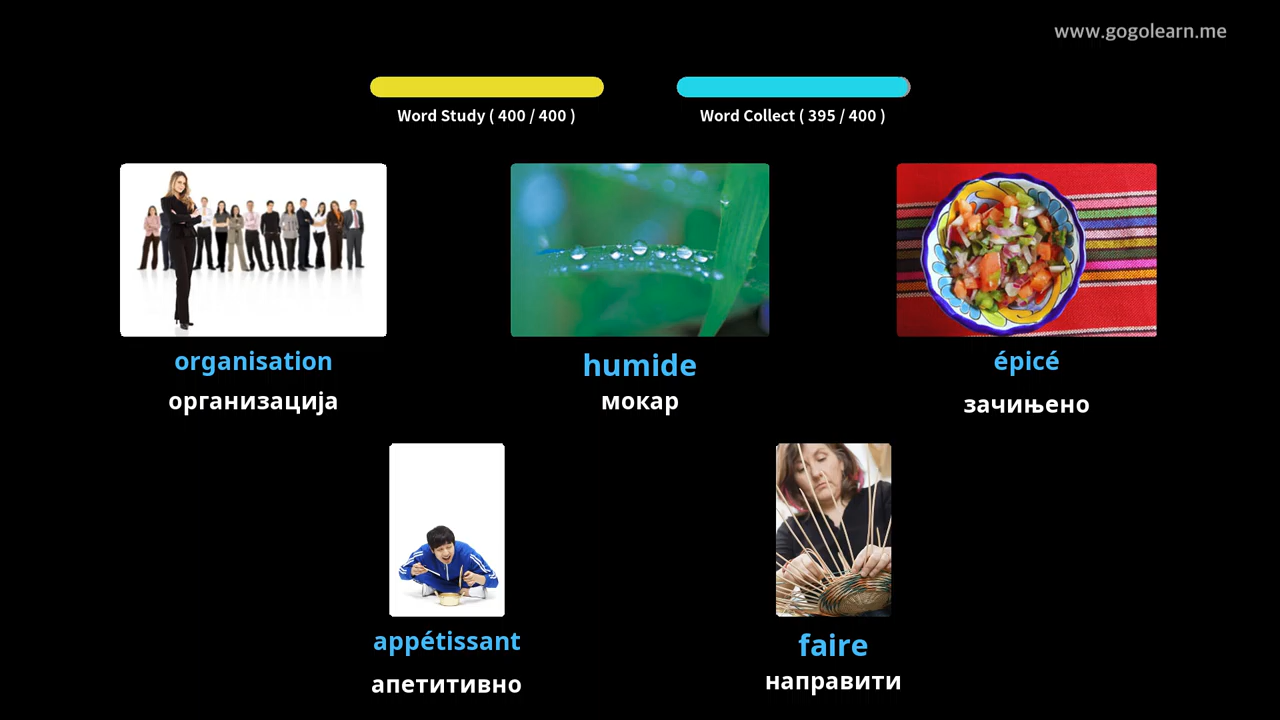 www.gogolearn.me
Word Study ( 400 / 400 )
Word Collect ( 395 / 400 )
organisation
организација
humide
мокар
épicé
зачињено
appétissant
апетитивно
faire
направити